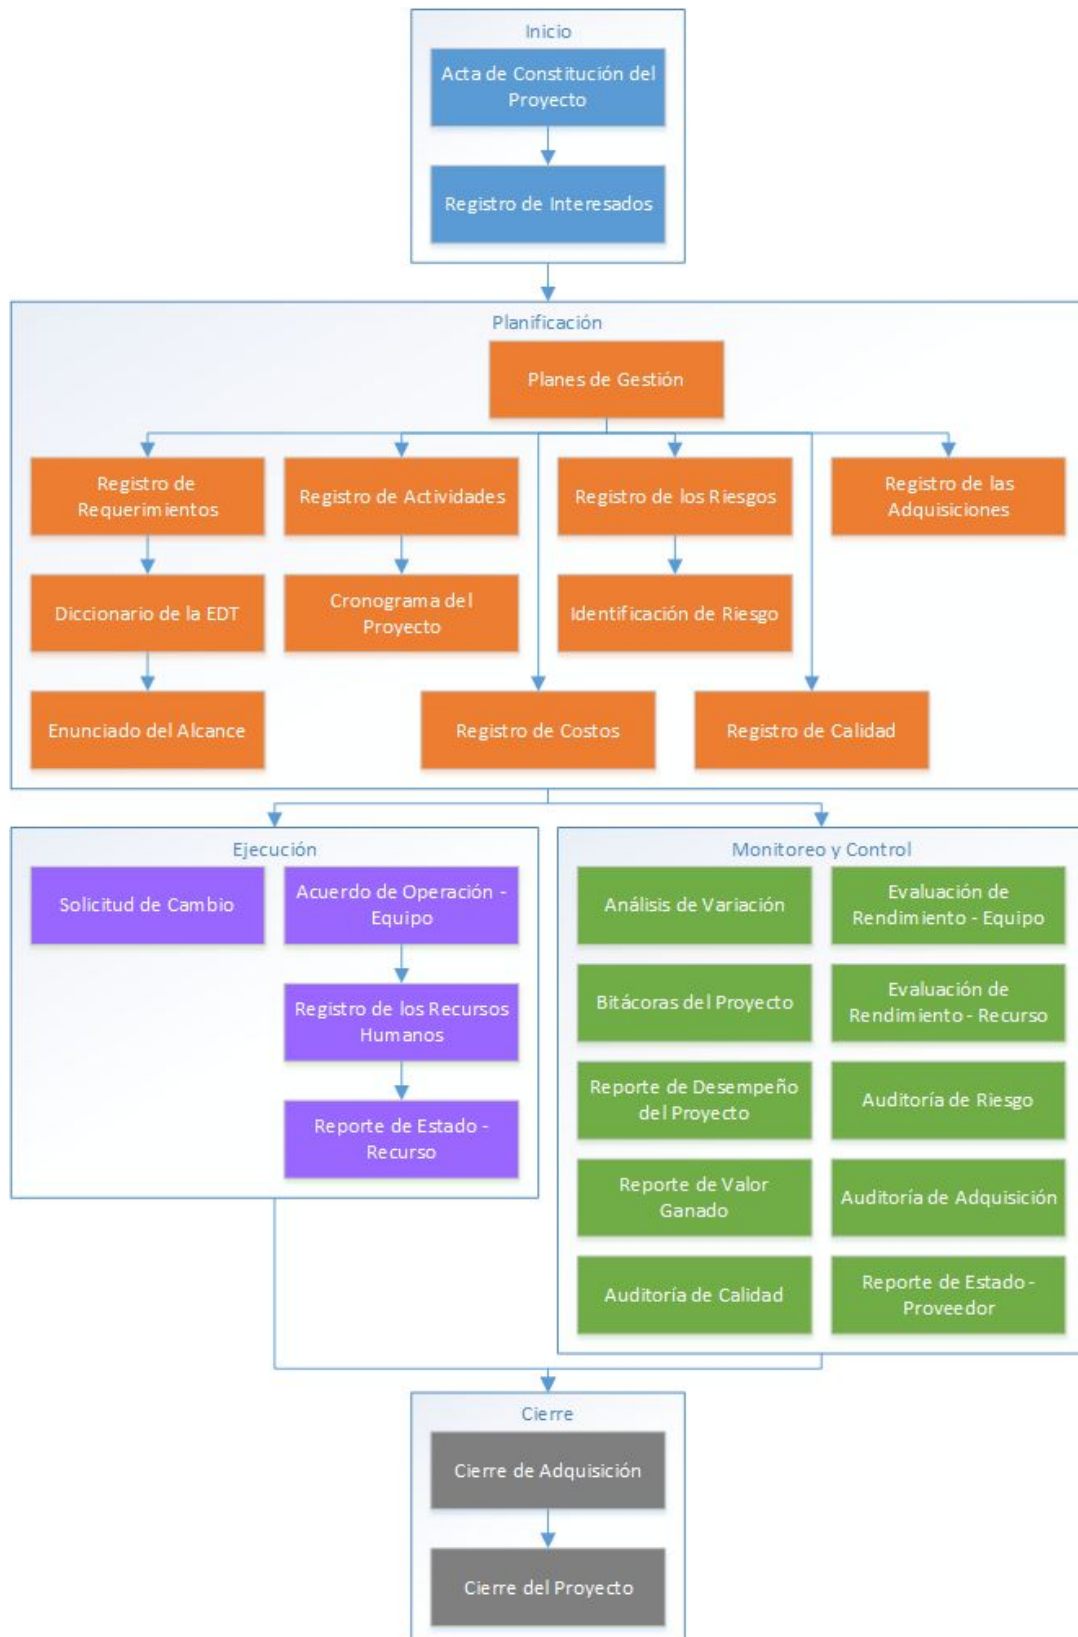 Inicio
Acta de Constitución del
Proyecto
Registro de Interesados
Planificación
Planes de Gestión
Registro de
Requerimientos
Registro de Actividades
Registro de los Riesgos
Registro de las
Adquisiciones
Diccionario de la EDT
Cronograma del
Proyecto
Identificación de Riesgo
Enunciado del Alcance
Registro de Costos
Registro de Calidad
Ejecución
Solicitud de Cambio
Acuerdo de Operación -
Equipo
Registro de los Recursos
Humanos
Reporte de Estado -
Recurso
Monitoreo y Control
Análisis de Variación
Evaluación de
Rendimiento - Equipo
Bitácoras del Proyecto
Evaluación de
Rendimiento - Recurso
Reporte de Desempeño
del Proyecto
Auditoría de Riesgo
Reporte de Valor
Ganado
Auditoría de Adquisición
Auditoría de Calidad
Reporte de Estado -
Proveedor
Cierre
Cierre de Adquisición
Cierre del Proyecto